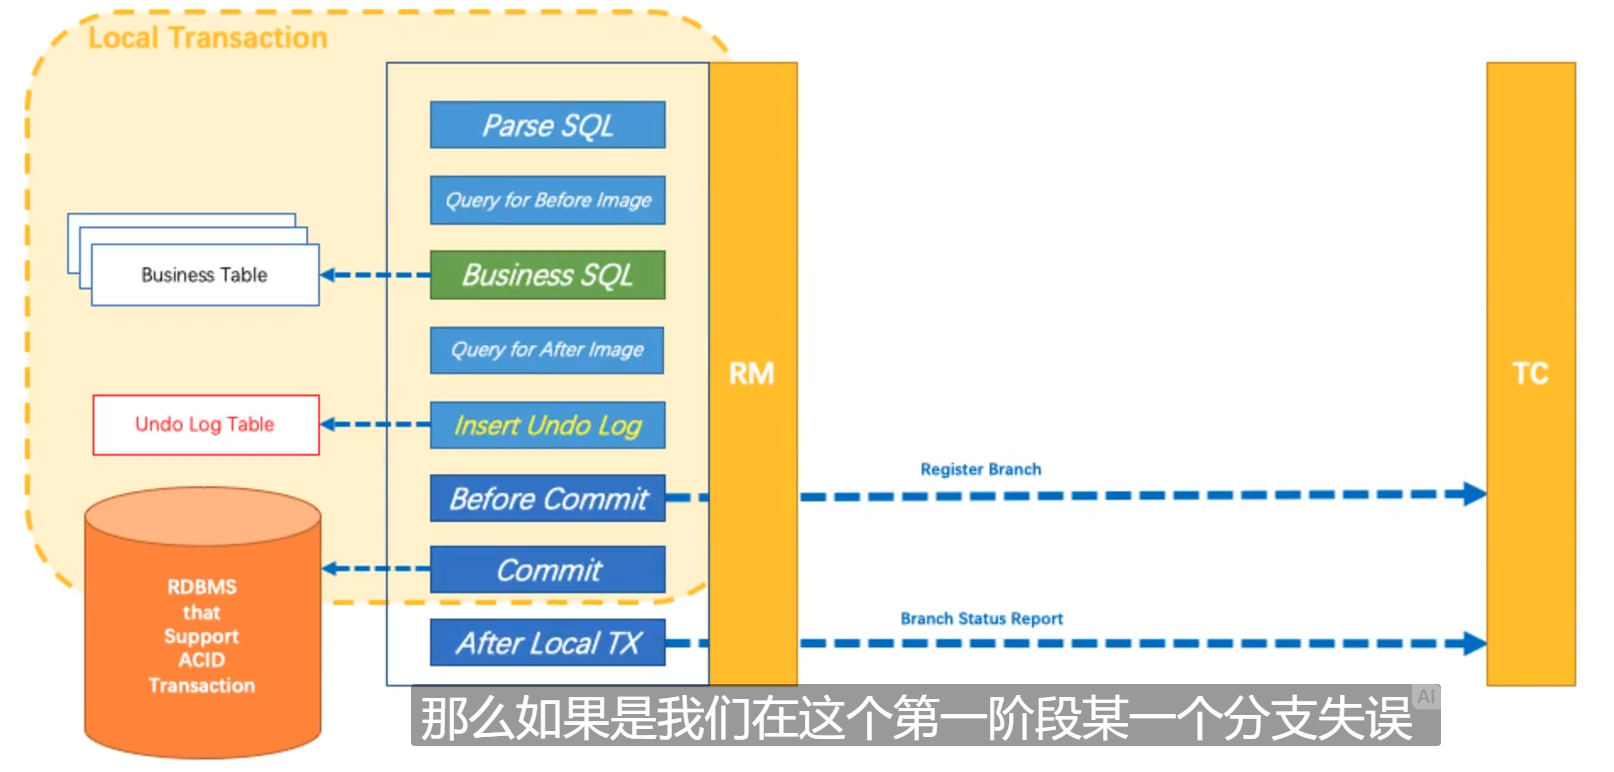 Local Transaction
Parse SQL
Query for Before Image
Business Table
Business SQL
Query for After Image
RM
TC
Undo Log Table
Insert Undo Log
Register Branch
Before Commit
Commit
RDBMS
that
Support
ACID
Transaction
Branch Status Report
After Local TX
那么如果是我们在这个第一阶段某一个分支失误
AI